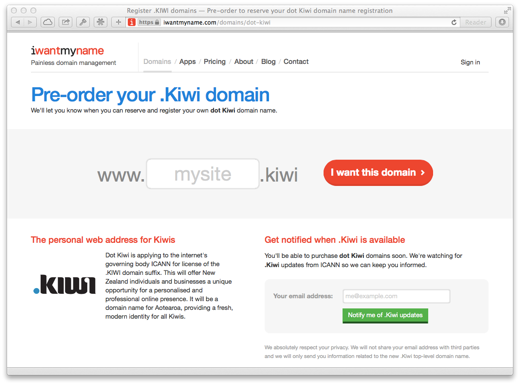 Register .KIWI domains — Pre-order to reserve your dot Kiwi domain name registration
https iwantmyname.com/domains/dot-kiwi
Reader
iwantmyname
Painless domain management
Domains / Apps / Pricing / About / Blog / Contact
Sign in
Pre-order your .Kiwi domain
We'll let you know when you can reserve and register your own dot Kiwi domain name.
www. mysite .kiwi
I want this domain ›
The personal web address for Kiwis
.kiwi
Dot Kiwi is applying to the internet's
governing body ICANN for license of the
.KIWI domain suffix. This will offer New
Zealand individuals and businesses a unique
opportunity for a personalised and
professional online presence. It will be a
domain name for Aotearoa, providing a fresh,
modern identity for all Kiwis.
Get notified when .Kiwi is available
You'll be able to purchase dot Kiwi domains soon. We're watching for
.Kiwi updates from ICANN so we can keep you informed.
Your email address: me@example.com
Notify me of .Kiwi updates
We absolutely respect your privacy. We will not share your email address with third parties
and we will only send you information related to the new .Kiwi top-level domain name.